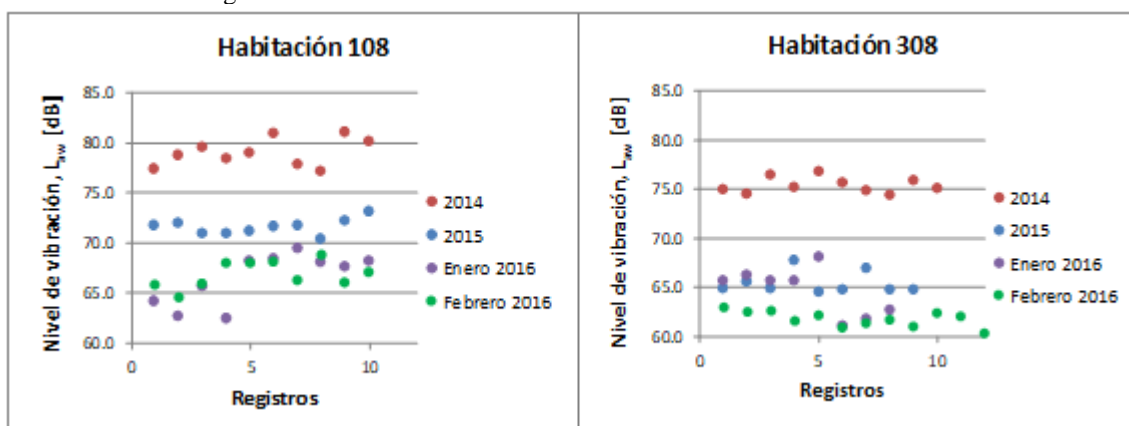 Habitación 108
Nivel de vibración, Law [dB]
85.0
80.0
75.0
70.0
65.0
60.0
0
5
10
Registros
2014
2015
Enero 2016
Febrero 2016
Habitación 308
Nivel de vibración, Law [dB]
85.0
80.0
75.0
70.0
65.0
60.0
0
5
10
Registros
2014
2015
Enero 2016
Febrero 2016